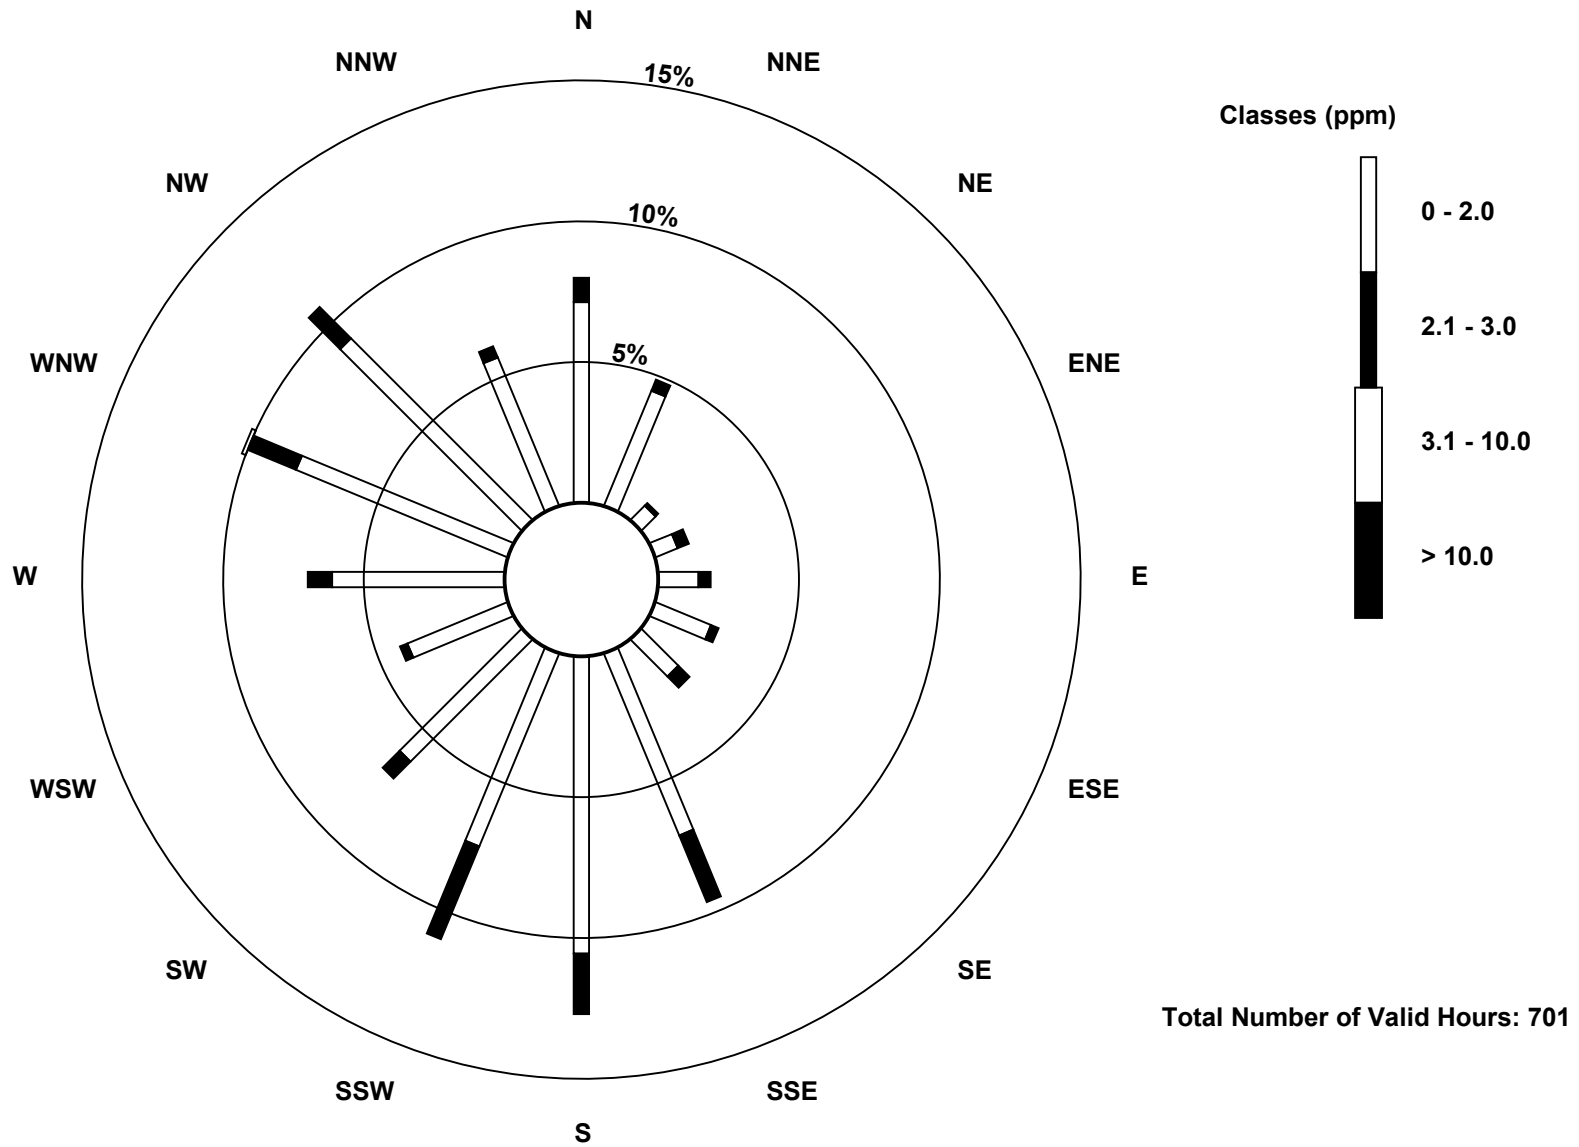 N
NNW
NNE
15%
Classes (ppm)
NW
NE
0 - 2.0
10%
2.1 - 3.0
5%
WNW
ENE
3.1 - 10.0
> 10.0
W
E
WSW
ESE
SW
SE
Total Number of Valid Hours: 701
SSW
SSE
S